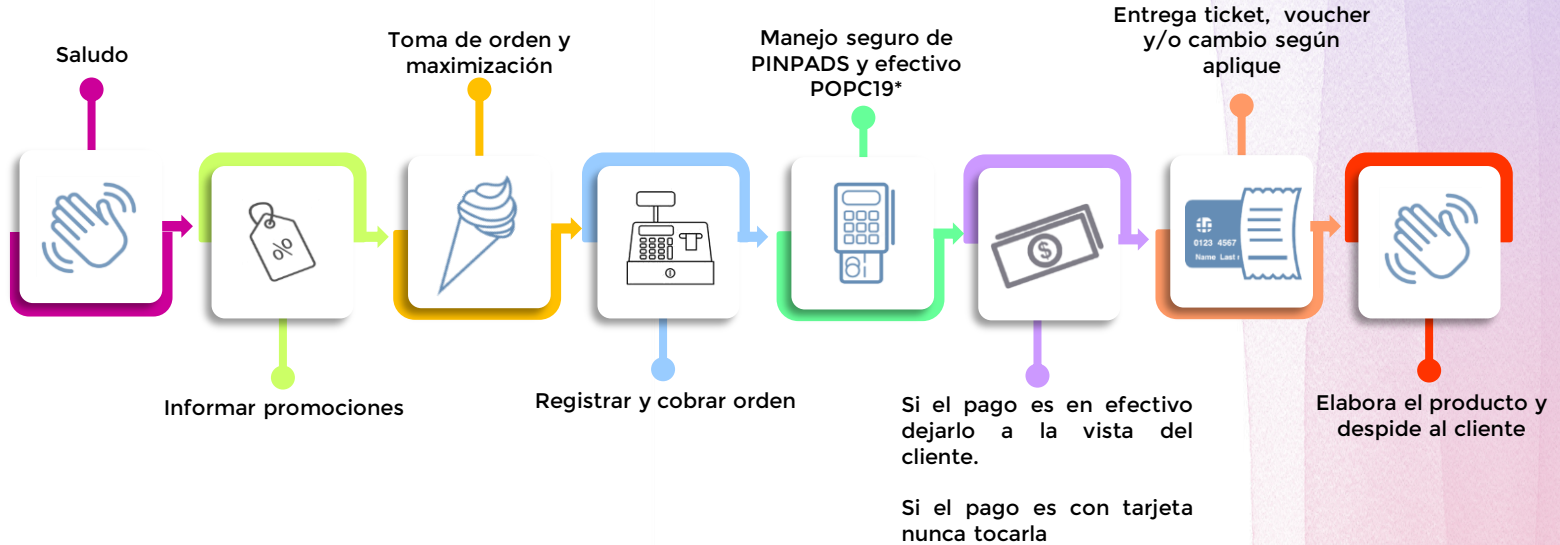 Saludo
Informar promociones
Toma de orden y
maximización
Registrar y cobrar orden
Manejo seguro de
PINPADS y efectivo
POPC19*
Si el pago es en efectivo
dejarlo a la vista del
cliente.
Si el pago es con tarjeta
nunca tocarla
Entrega ticket, voucher
y/o cambio según
aplique
Elabora el producto y
despide al cliente
%
$
0123 4567
Name Last